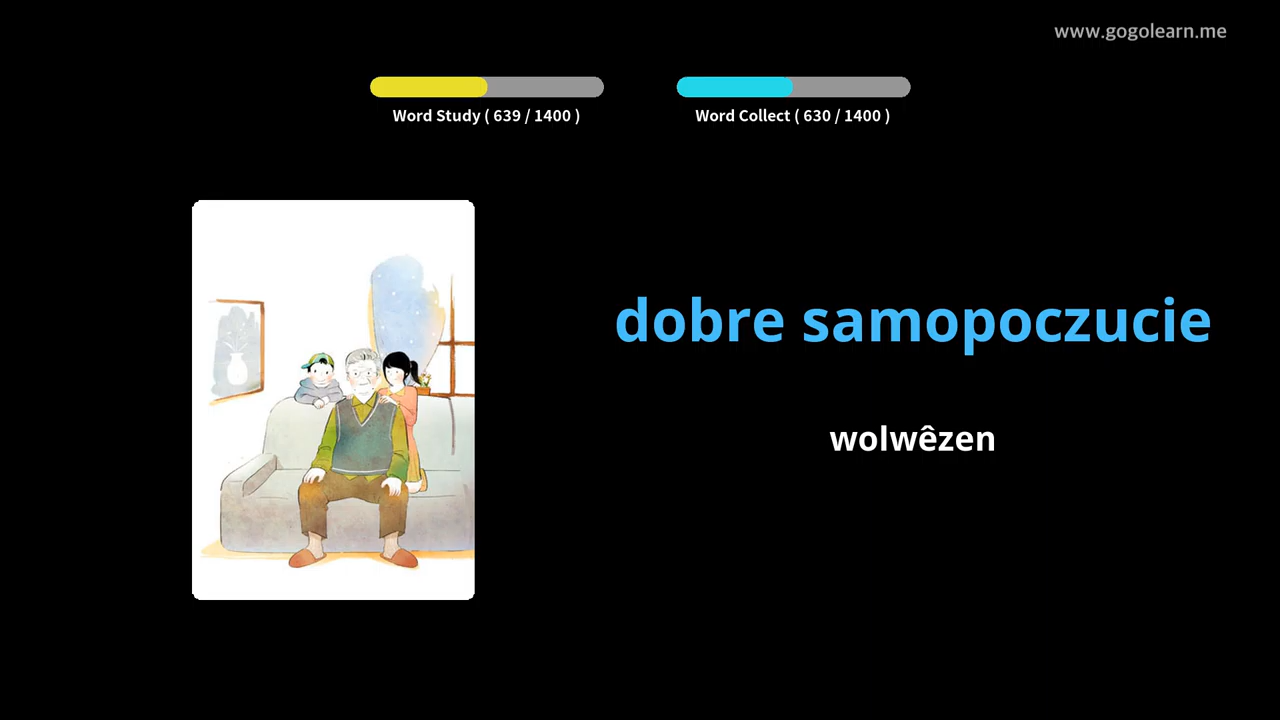 www.gogolearn.me
Word Study ( 639 / 1400 )
Word Collect ( 630 / 1400 )
dobre samopoczucie
wolwêzen